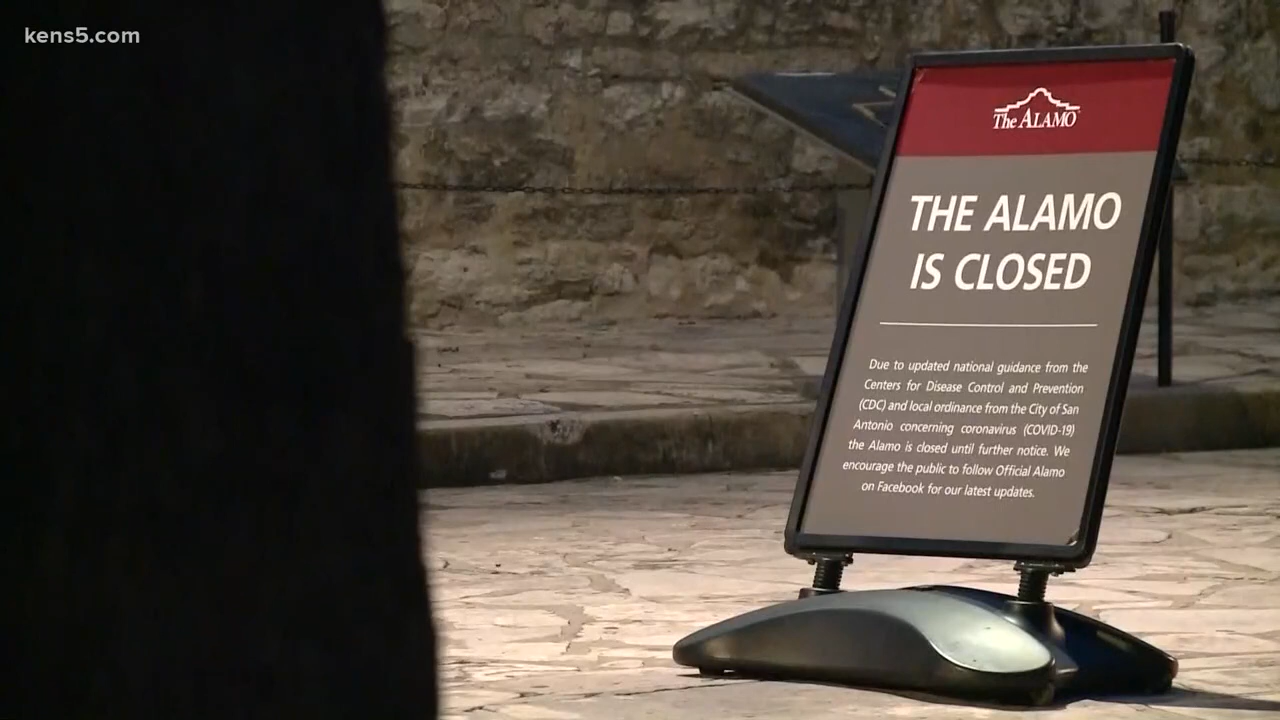 kens5.com
The ALAMO
THE ALAMO
IS CLOSED
Due to updated national guidance from the
Centers for Disease Control and Prevention
(CDC) and local ordinance from the City of San
Antonio concerning coronavirus (COVID-19)
the Alamo is closed until further notice. We
encourage the public to follow Official Alamo
on Facebook for our latest updates.